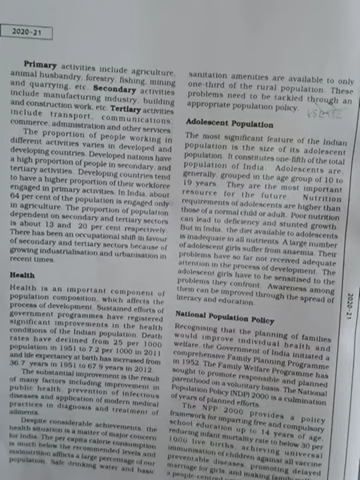 2020-21
Primary activities include agriculture,
animal husbandry, forestry, fishing, mining
and quarrying, etc. Secondary activities
include manufacturing industry, building
and construction work, etc. Tertiary activities
include transport, communications,
commerce, administration and other services.
The proportion of people working in
different activities varies in developed and
developing countries. Developed nations have
a high proportion of people in secondary, and
tertiary activities. Developing countries tend
to have a higher proportion of their workforce
engaged in primary activities. In India, about
64 per cent of the population is engaged only
in agriculture. The proportion of population
dependent on secondary and tertiary sectors
is about 13 and 20 per cent respectively.
There has been an occupational shift in favour
of secondary and tertiary sectors because of
growing industrialisation and urbanisation in
recent times.
Health
Health is an important component of
population composition, which affects the
process of development. Sustained efforts of
government programmes have registered
significant improvements in the health
conditions of the Indian population. Death
rates have declined from 25 per 1000
population in 1951 to 7.2 per 1000 in 2011
and life expectancy at birth has increased from
36.7 years in 1951 to 67.9 years in 2012.
The substantial improvement is the result
of many factors including improvement in
public health, prevention of infectious
diseases and application of modern medical
practices in diagnosis and treatment of
ailments.
Despite considerable achievements, the
health situation is a matter of major concern
for India. The per capita calorie consumption
is much below the recommended levels and
malnutrition afflicts a large percentage of our
population. Safe drinking water and basic
sanitation amenities are available to only
one-third of the rural population. These
problems need to be tackled through an
appropriate population policy.
Adolescent Population
The most significant feature of the Indian
population is the size of its adolescent
population. It constitutes one-fifth of the total
population of India. Adolescents are,
generally, grouped in the age group of 10 to
19 years. They are the most important
resource for the future. Nutrition
requirements of adolescents are higher than
those of a normal child or adult. Poor nutrition
can lead to deficiency and stunted growth.
But in India, the diet available to adolescents
is inadequate in all nutrients. A large number
of adolescent girls suffer from anaemia. Their
problems have so far not received adequate
attention in the process of development. The
adolescent girls have to be sensitised to the
problems they confront. Awareness among
them can be improved through the spread of
literacy and education.
National Population Policy
Recognising that the planning of families
would improve individual health and
welfare, the Government of India initiated a
comprehensive Family Planning Programme
in 1952. The Family Welfare Programme has
sought to promote responsible and planned
parenthood on a voluntary basis. The National
Population Policy (NPP) 2000 is a culmination
of years of planned efforts.
The NPP 2000 provides a policy
framework for imparting free and compulsory
school education up to 14 years of age,
reducing infant mortality rate to below 30 per
1000 live births, achieving universal
immunisation of children against all vaccine
preventable diseases, promoting delayed
marriage for girls, and making family
a people-centred
2020-21